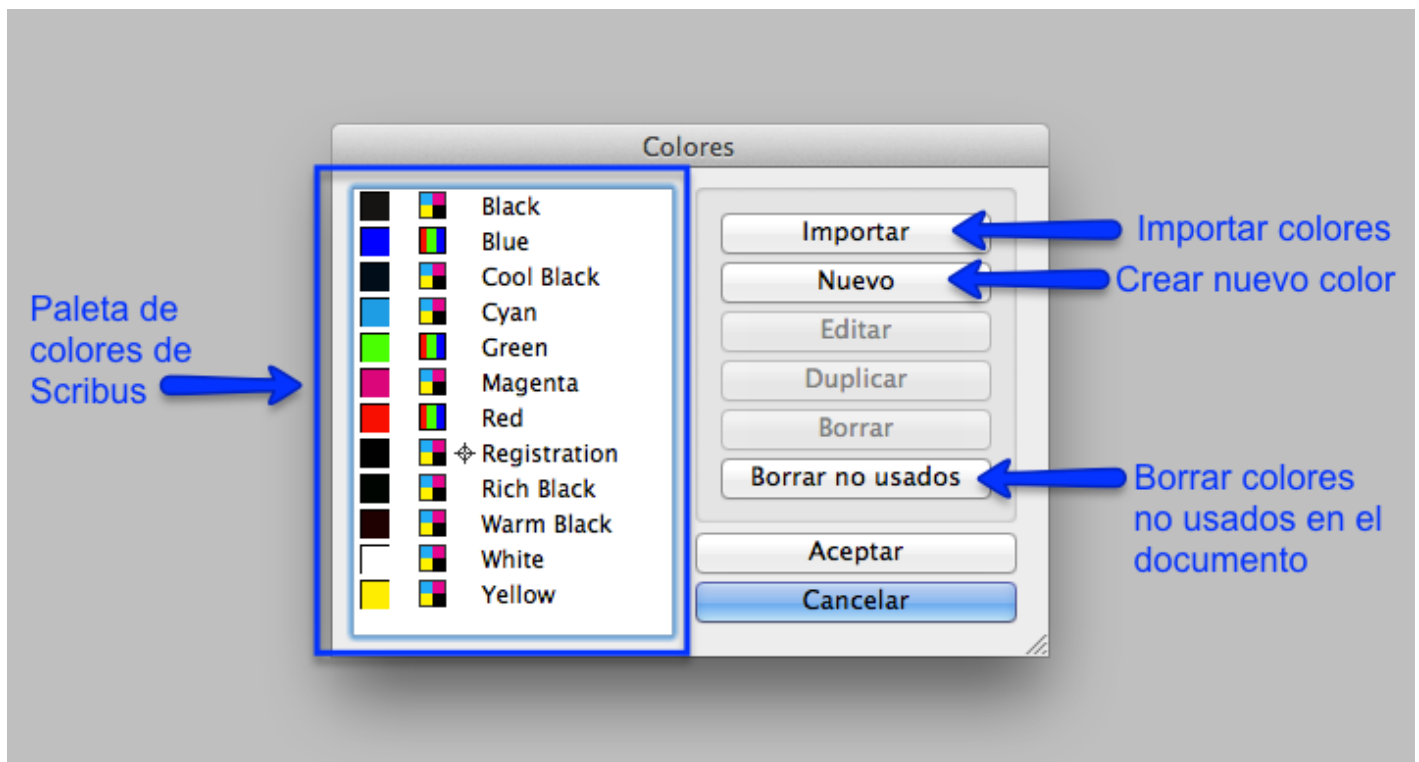 Colores
Paleta de
colores de
Scribus
Black
Blue
Cool Black
Cyan
Green
Magenta
Red
Registration
Rich Black
Warm Black
White
Yellow
Importar
Nuevo
Editar
Duplicar
Borrar
Borrar no usados
Aceptar
Cancelar
Importar colores
Crear nuevo color
Borrar colores
no usados en el
documento